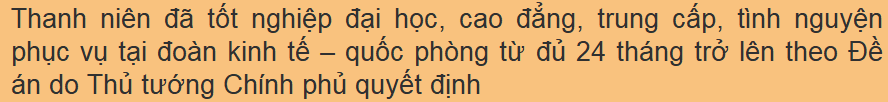 Thanh niên đã tốt nghiệp đại học, cao đẳng, trung cấp, tình nguyện
phục vụ tại đoàn kinh tế – quốc phòng từ đủ 24 tháng trở lên theo Đề
án do Thủ tướng Chính phủ quyết định